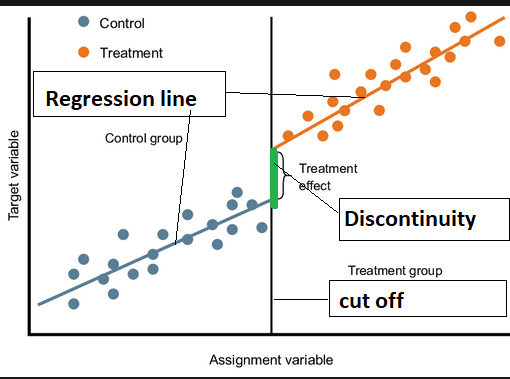 Control
Treatment
Regression line
Control group
Target variable
Treatment
effect
Discontinuity
Treatment group
cut off
Assignment variable